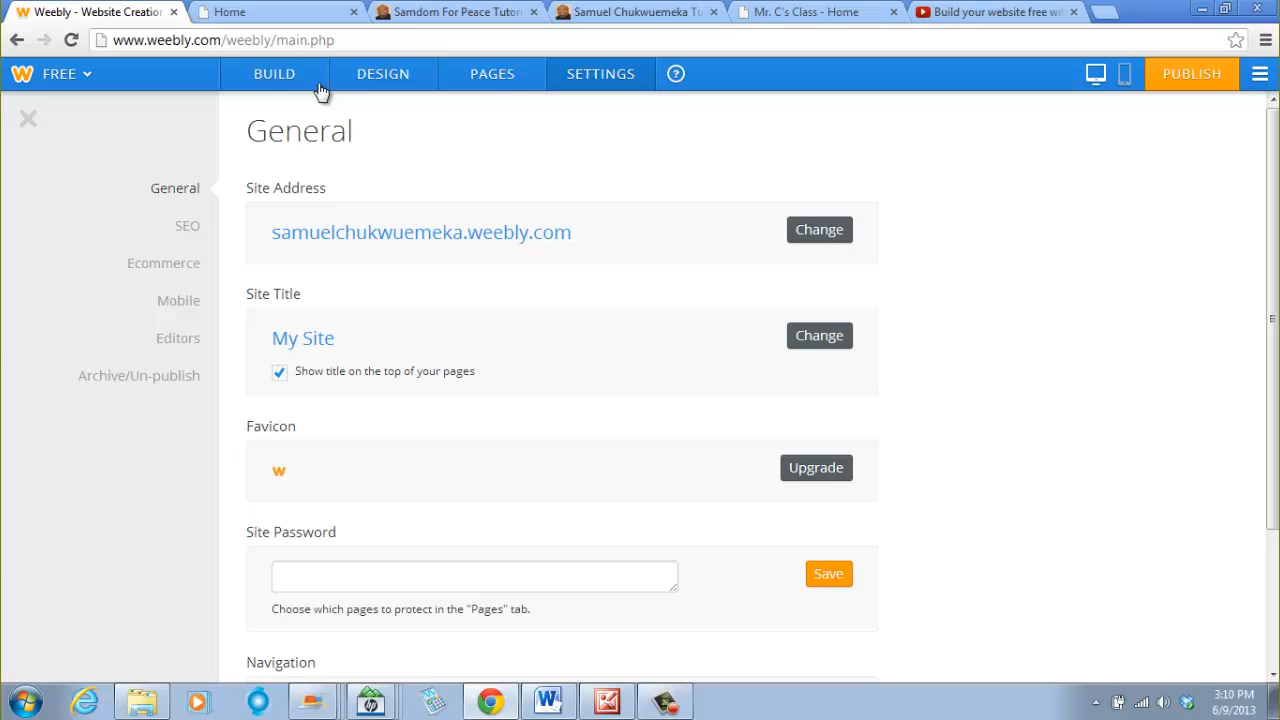 Weebly - Website Creation
Home
Samdom For Peace Tutor
Samuel Chukwuemeka Tu
Mr. C's Class - Home
Build your website free wi
www.weebly.com/weebly/main.php
FREE
BUILD
DESIGN
PAGES
SETTINGS
?
PUBLISH
General
General
SEO
Ecommerce
Mobile
Editors
Archive/Un-publish
Site Address
samuelchukwuemeka.weebly.com
Change
Site Title
My Site
Change
Show title on the top of your pages
Favicon
Upgrade
Site Password
Save
Choose which pages to protect in the "Pages" tab.
Navigation
3:10 PM
6/9/2013